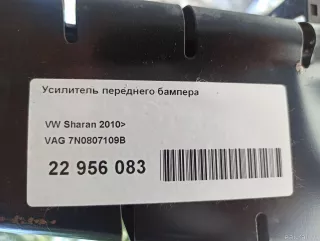 Усилитель переднего бампера
VW Sharan 2010>
VAG 7N0807109B
22 956 083